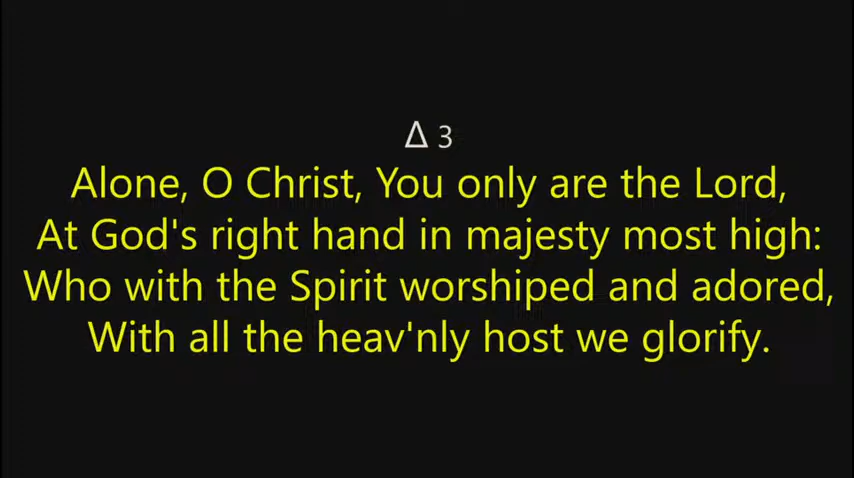 Δ 3
Alone, O Christ, You only are the Lord,
At God's right hand in majesty most high:
Who with the Spirit worshiped and adored,
With all the heav'nly host we glorify.